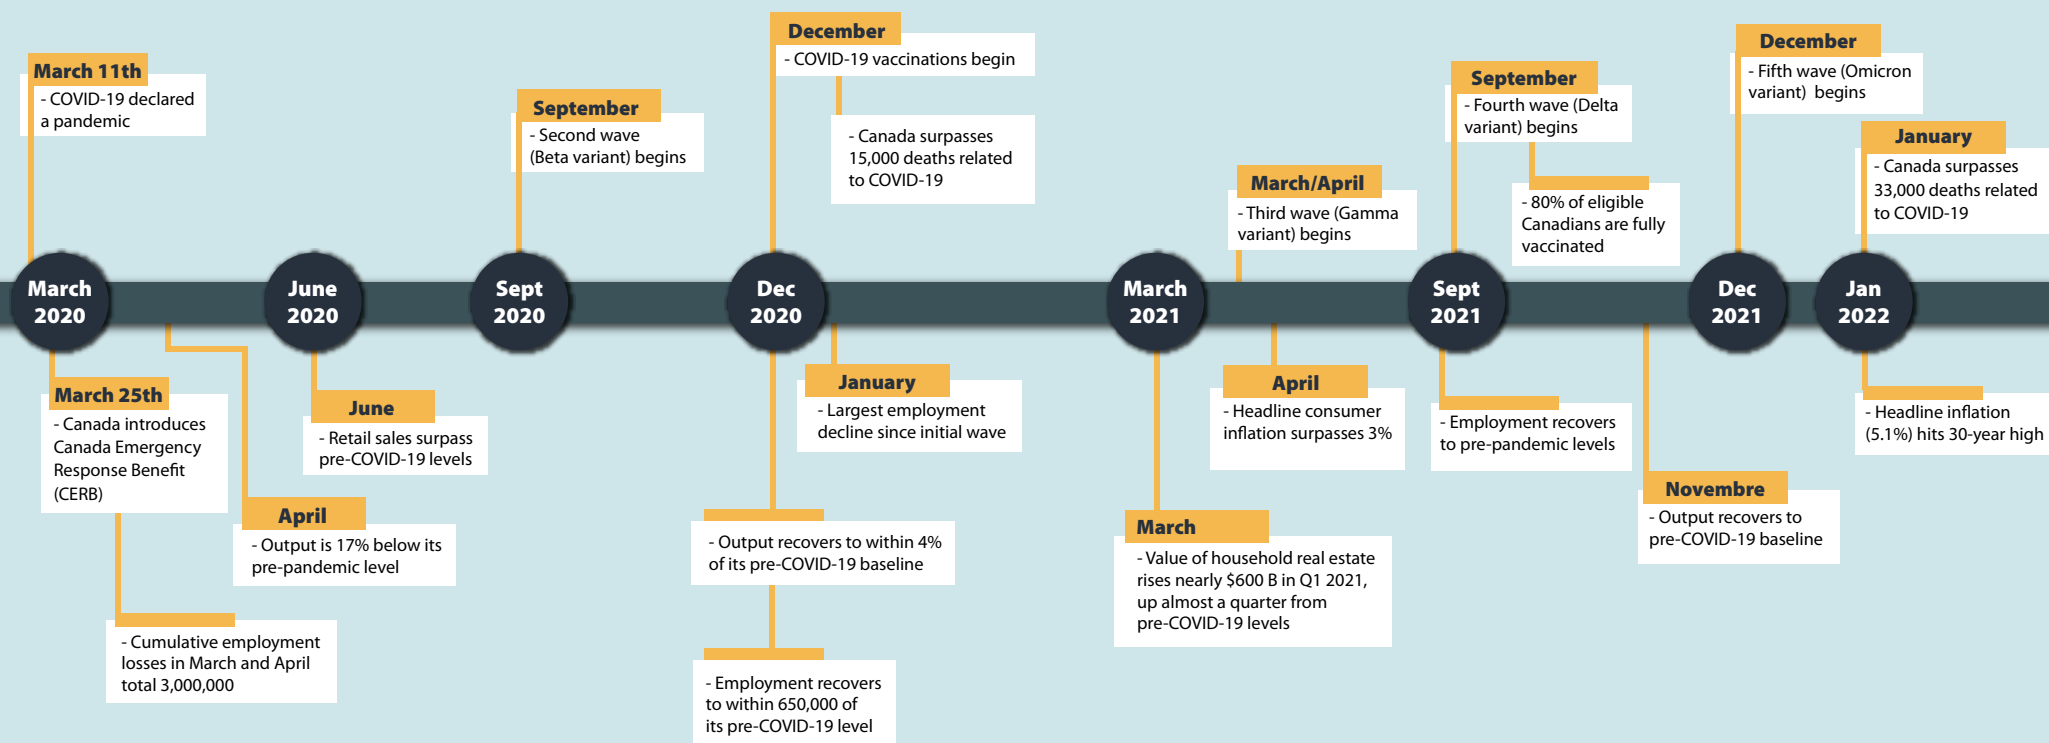 March 11th
- COVID-19 declared
a pandemic
September
- Second wave
(Beta variant) begins
December
- COVID-19 vaccinations begin
- Canada surpasses
15,000 deaths related
to COVID-19
March/April
- Third wave (Gamma
variant) begins
September
- Fourth wave (Delta
variant) begins
- 80% of eligible
Canadians are fully
vaccinated
December
- Fifth wave (Omicron
variant) begins
January
- Canada surpasses
33,000 deaths related
to COVID-19
March
2020
June
2020
Sept
2020
Dec
2020
March
2021
Sept
2021
Dec
2021
Jan
2022
March 25th
- Canada introduces
Canada Emergency
Response Benefit
(CERB)
- Cumulative employment
losses in March and April
total 3,000,000
April
- Output is 17% below its
pre-pandemic level
June
- Retail sales surpass
pre-COVID-19 levels
- Output recovers to within 4%
of its pre-COVID-19 baseline
- Employment recovers
to within 650,000 of
its pre-COVID-19 level
January
- Largest employment
decline since initial wave
March
- Value of household real estate
rises nearly $600 B in Q1 2021,
up almost a quarter from
pre-COVID-19 levels
April
- Headline consumer
inflation surpasses 3%
- Employment recovers
to pre-pandemic levels
Novembre
- Output recovers to
pre-COVID-19 baseline
- Headline inflation
(5.1%) hits 30-year high